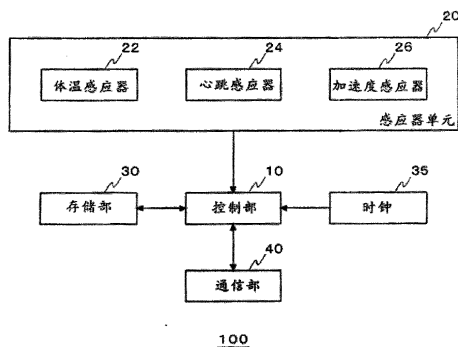 20
22 24 26
体温感应器 心跳感应器 加速度感应器
感应器单元
30 10 35
存储部 控制部 时钟
40
通信部
100